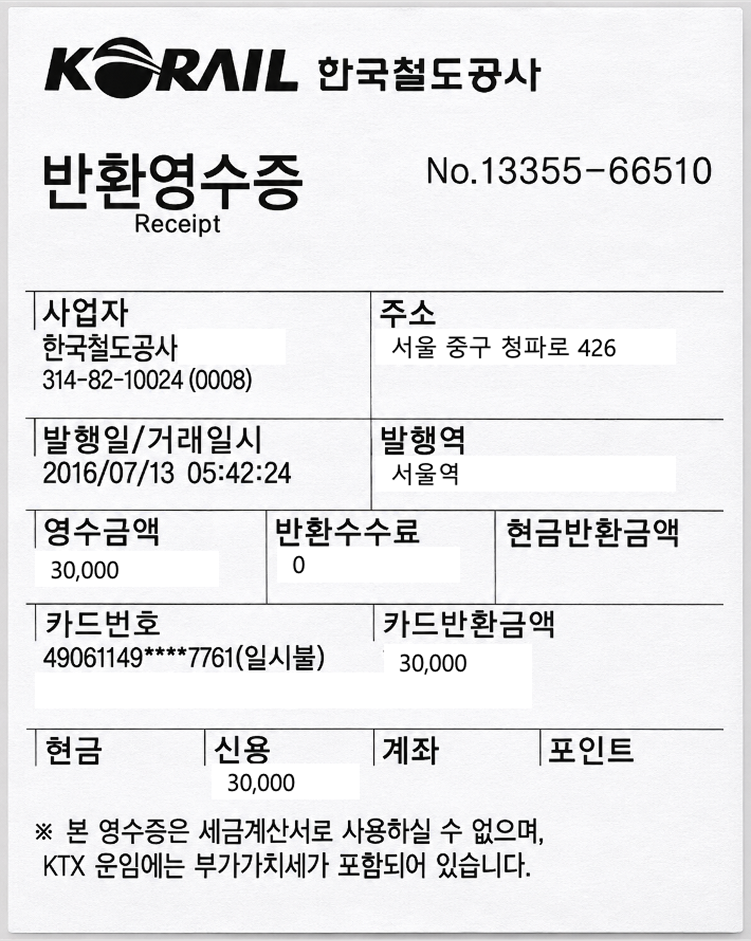 KORAIL 한국철도공사
반환영수증 No.13355-66510
Receipt
사업자 주소
한국철도공사 서울 중구 청파로 426
314-82-10024 (0008)
발행일/거래일시 발행역
2016/07/13 05:42:24 서울역
영수금액 반환수수료 현금반환금액
30,000 0
카드번호 카드반환금액
49061149****7761(일시불) 30,000
현금 신용 계좌 포인트
30,000
※ 본 영수증은 세금계산서로 사용하실 수 없으며,
KTX 운임에는 부가가치세가 포함되어 있습니다.